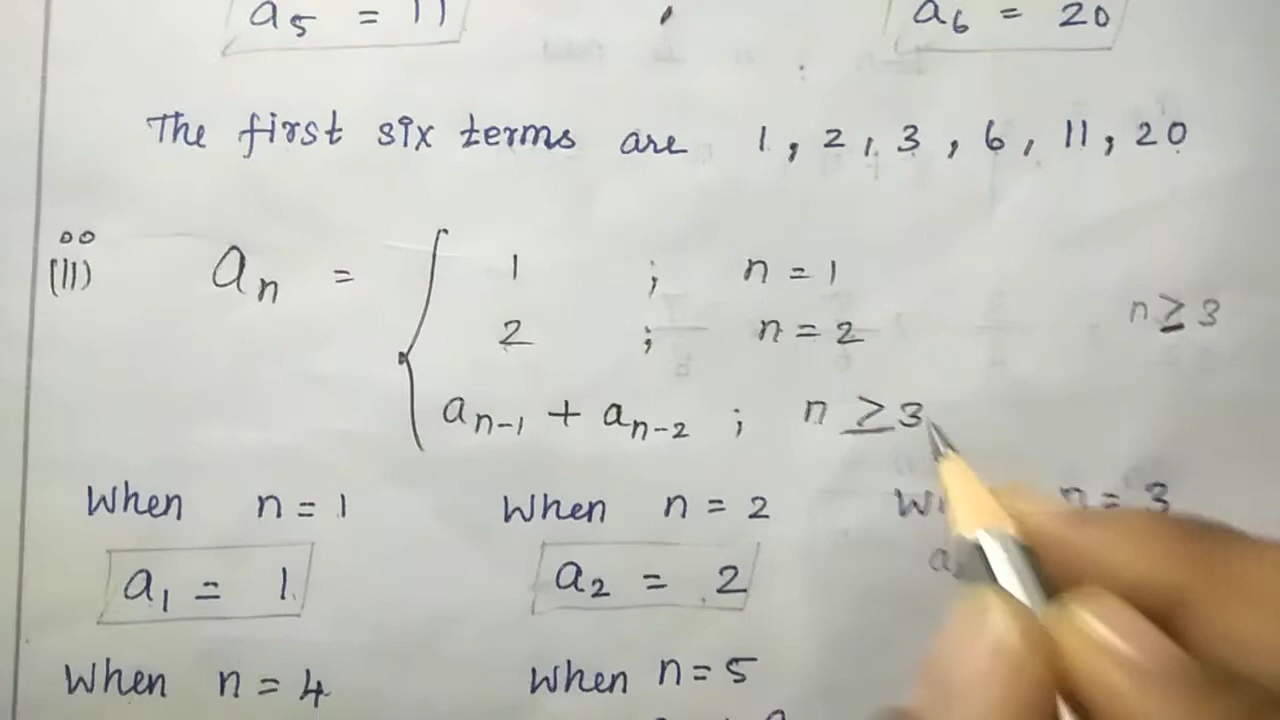 a5 = 11 a6 = 20
The first six terms are 1, 2, 3, 6, 11, 20
(ii) an = { 1 ; n = 1
2 ; n = 2 n ≥ 3
an-1 + an-2 ; n ≥ 3
When n = 1 When n = 2 n = 3
a1 = 1 a2 = 2 a
When n = 4 When n = 5